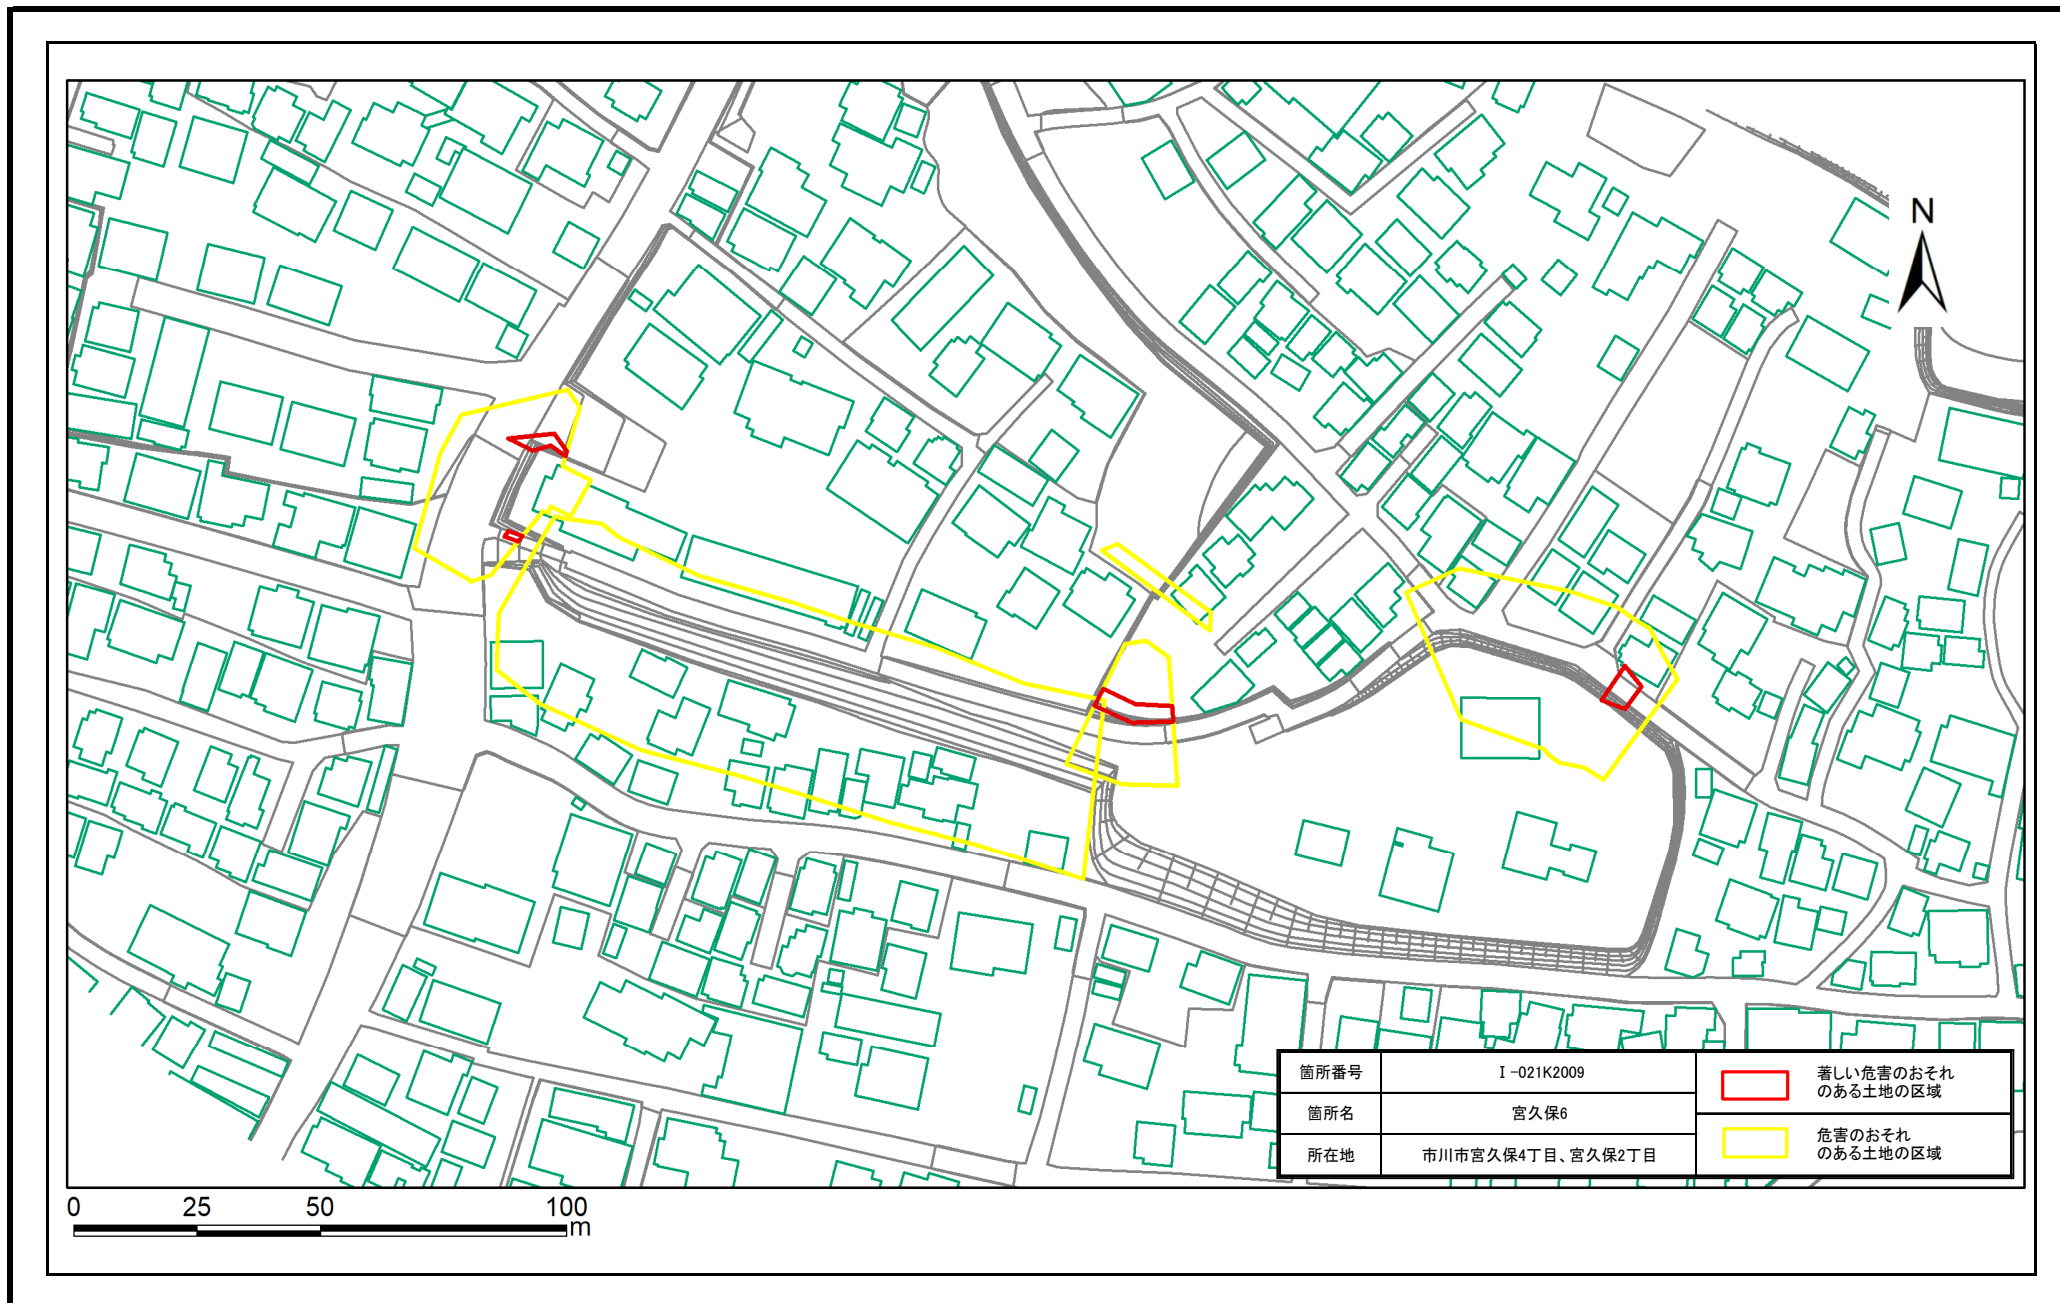 N
箇所番号
Ⅰ-021K2009
箇所名
宮久保6
所在地
市川市宮久保4丁目、宮久保2丁目
著しい危害のおそれ
のある土地の区域
危害のおそれ
のある土地の区域
0 25 50 100
m